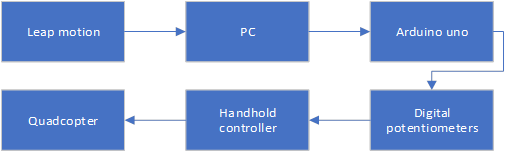 Leap motion
PC
Arduino uno
Digital
potentiometers
Handhold
controller
Quadcopter